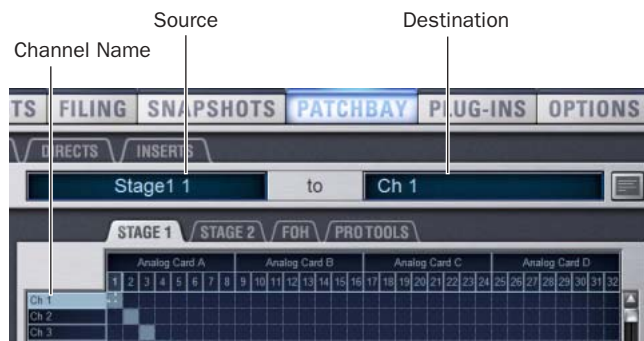 Source Destination
Channel Name
TS FILING SNAPSHOTS PATCHBAY PLUG-INS OPTIONS
DIRECTS INSERTS
Stage1 1 to Ch 1
STAGE 1 STAGE 2 FOH PRO TOOLS
Analog Card A Analog Card B Analog Card C Analog Card D
1 2 3 4 5 6 7 8 9 10 11 12 13 14 15 16 17 18 19 20 21 22 23 24 25 26 27 28 29 30 31 32
Ch 1
Ch 2
Ch 3